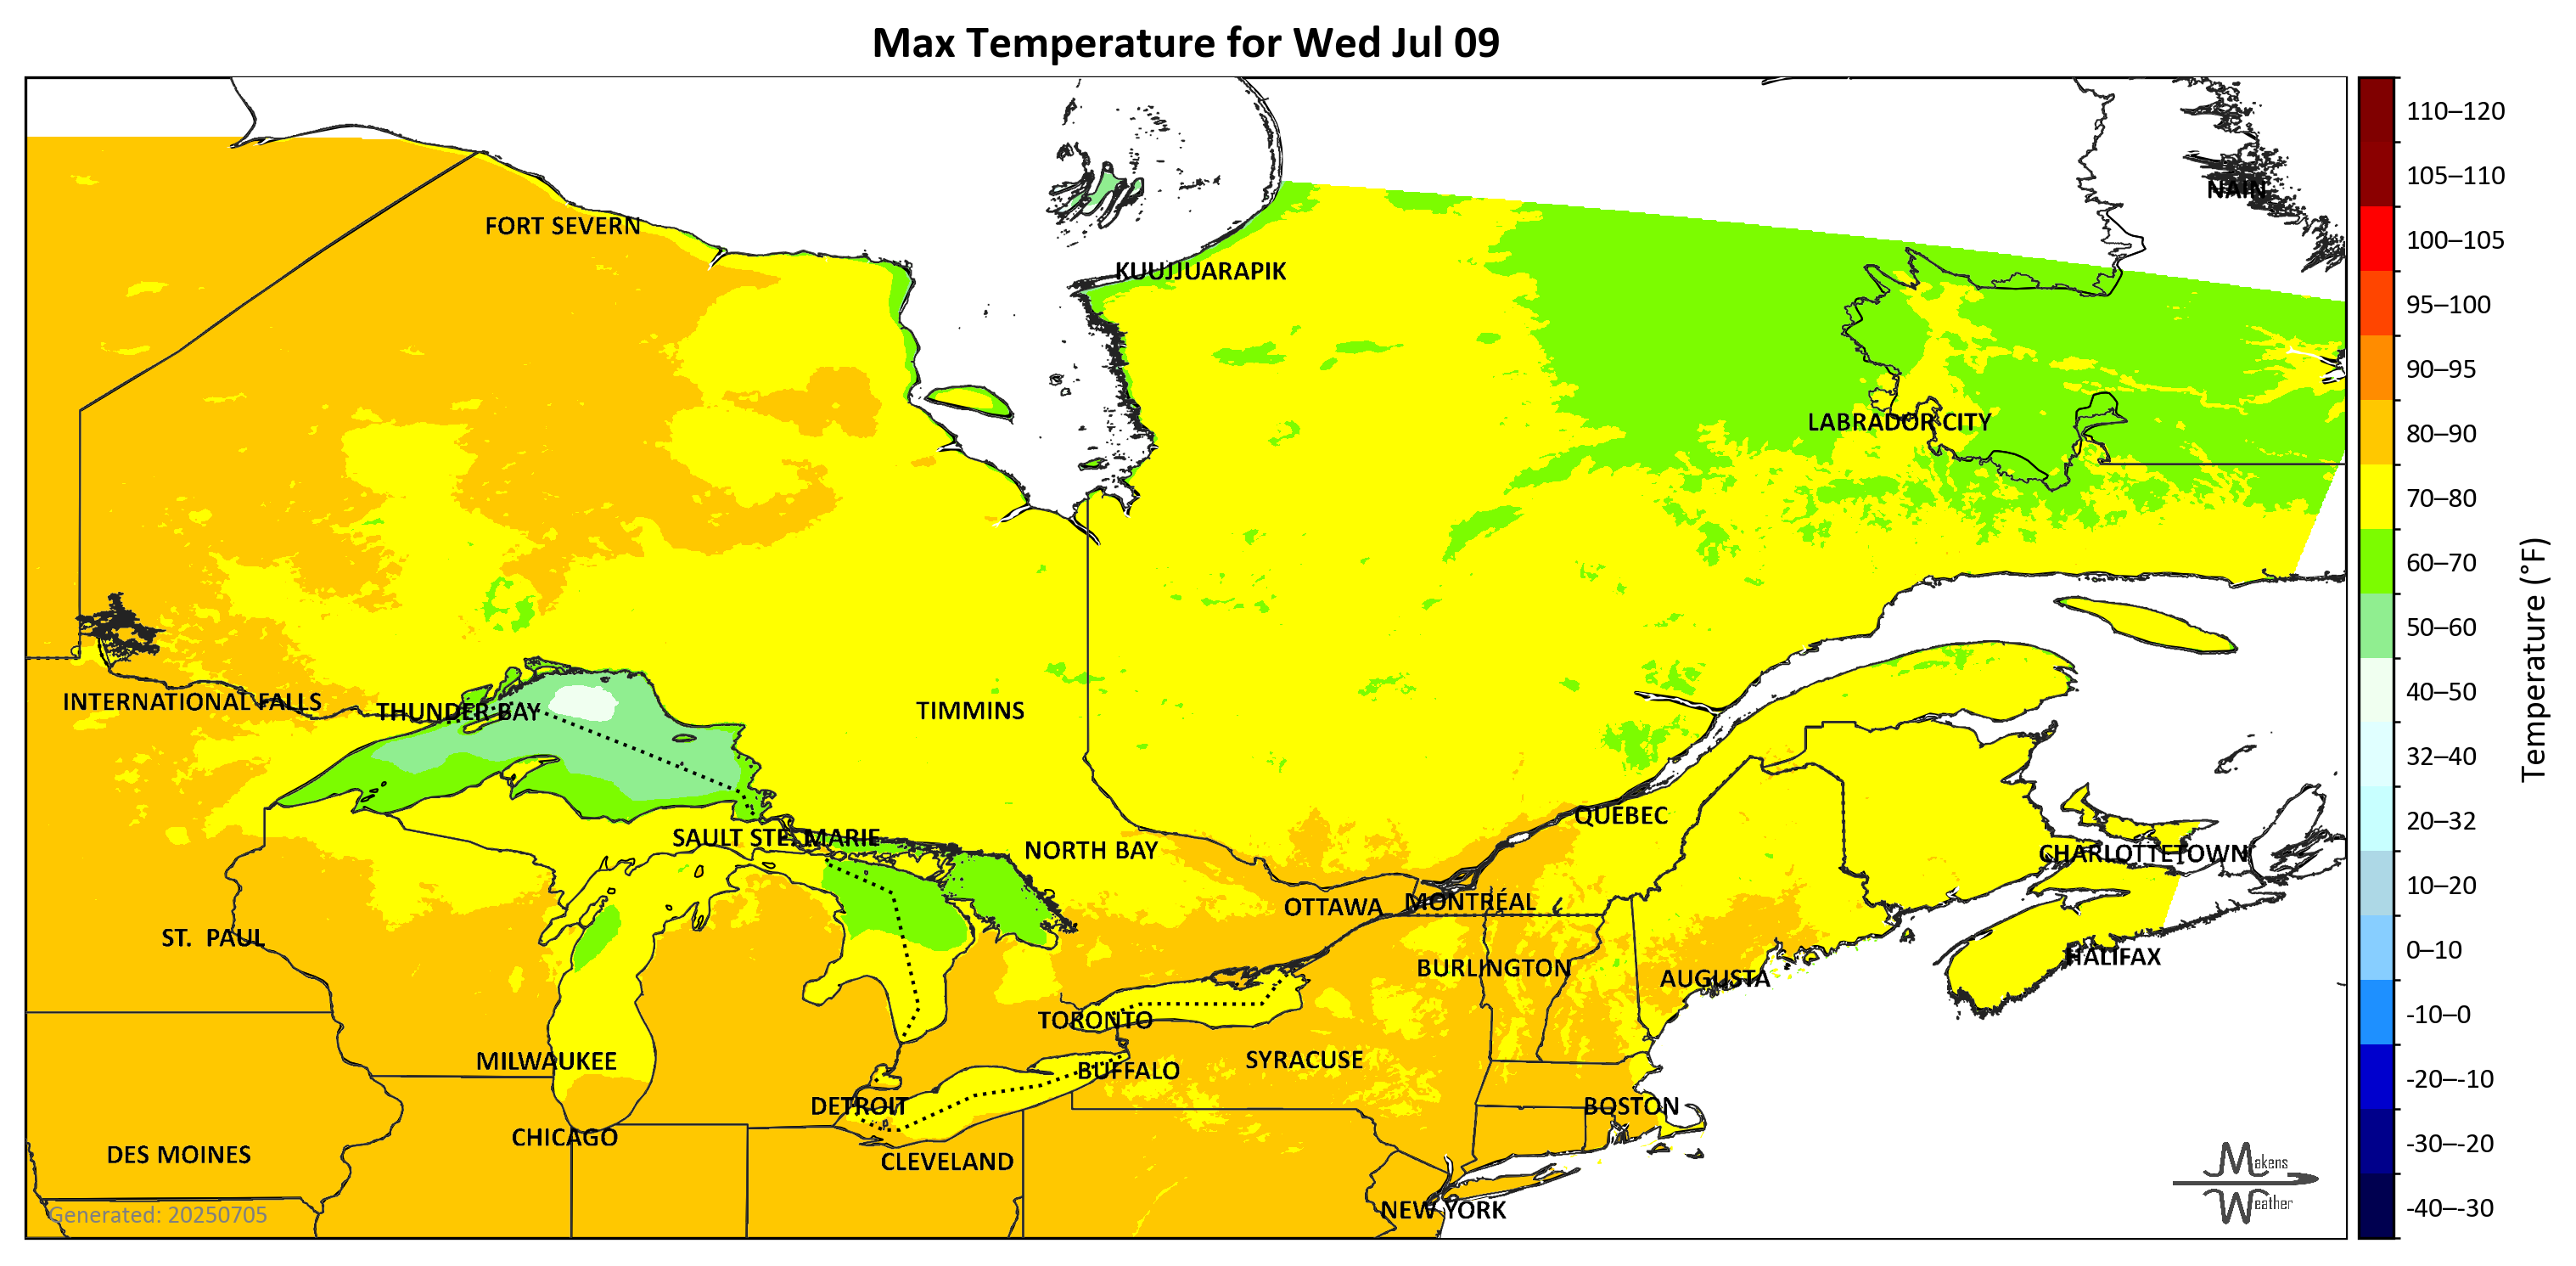 Max Temperature for Wed Jul 09
NAIN
FORT SEVERN
KUUJJUARAPIK
LABRADOR CITY
INTERNATIONAL FALLS
THUNDER BAY
TIMMINS
QUEBEC
SAULT STE. MARIE
NORTH BAY
CHARLOTTETOWN
OTTAWA
MONTRÉAL
ST. PAUL
HALIFAX
BURLINGTON
AUGUSTA
TORONTO
MILWAUKEE
SYRACUSE
BUFFALO
DETROIT
BOSTON
CHICAGO
DES MOINES
CLEVELAND
NEW YORK
Generated: 20250705
Makens
Weather
110–120
105–110
100–105
95–100
90–95
80–90
70–80
60–70
50–60
40–50
32–40
20–32
10–20
0–10
-10–0
-20–-10
-30–-20
-40–-30
Temperature (°F)